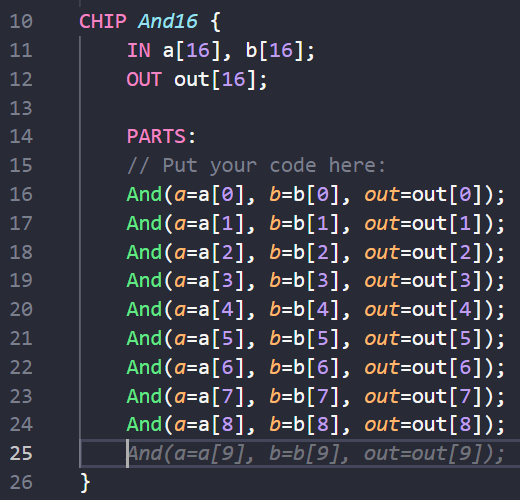 10 CHIP And16 {
11 IN a[16], b[16];
12 OUT out[16];
13
14 PARTS:
15 // Put your code here:
16 And(a=a[0], b=b[0], out=out[0]);
17 And(a=a[1], b=b[1], out=out[1]);
18 And(a=a[2], b=b[2], out=out[2]);
19 And(a=a[3], b=b[3], out=out[3]);
20 And(a=a[4], b=b[4], out=out[4]);
21 And(a=a[5], b=b[5], out=out[5]);
22 And(a=a[6], b=b[6], out=out[6]);
23 And(a=a[7], b=b[7], out=out[7]);
24 And(a=a[8], b=b[8], out=out[8]);
25 And(a=a[9], b=b[9], out=out[9]);
26 }